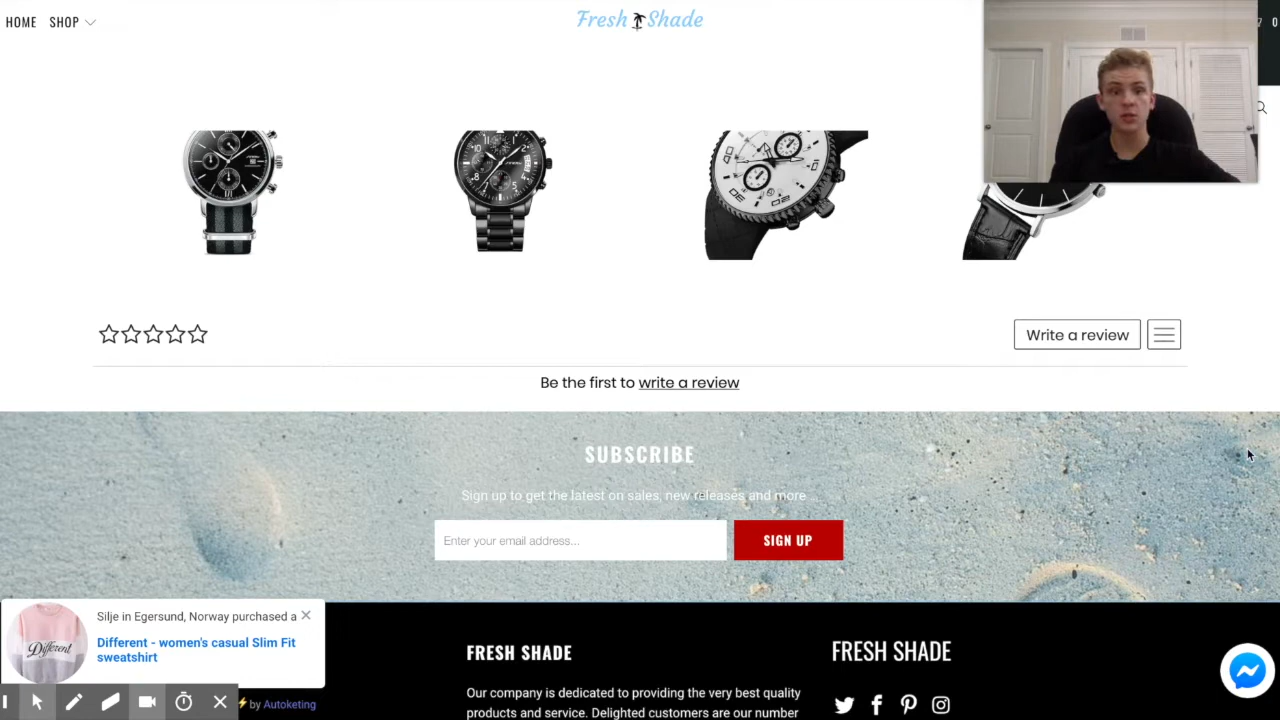 HOME SHOP
Fresh Shade
0
Write a review
Be the first to write a review
SUBSCRIBE
Sign up to get the latest on sales, new releases and more ...
Enter your email address...
SIGN UP
Silje in Egersund, Norway purchased a
Different - women's casual Slim Fit
sweatshirt
Different
by Autoketing
FRESH SHADE
Our company is dedicated to providing the very best quality
products and service. Delighted customers are our number
FRESH SHADE